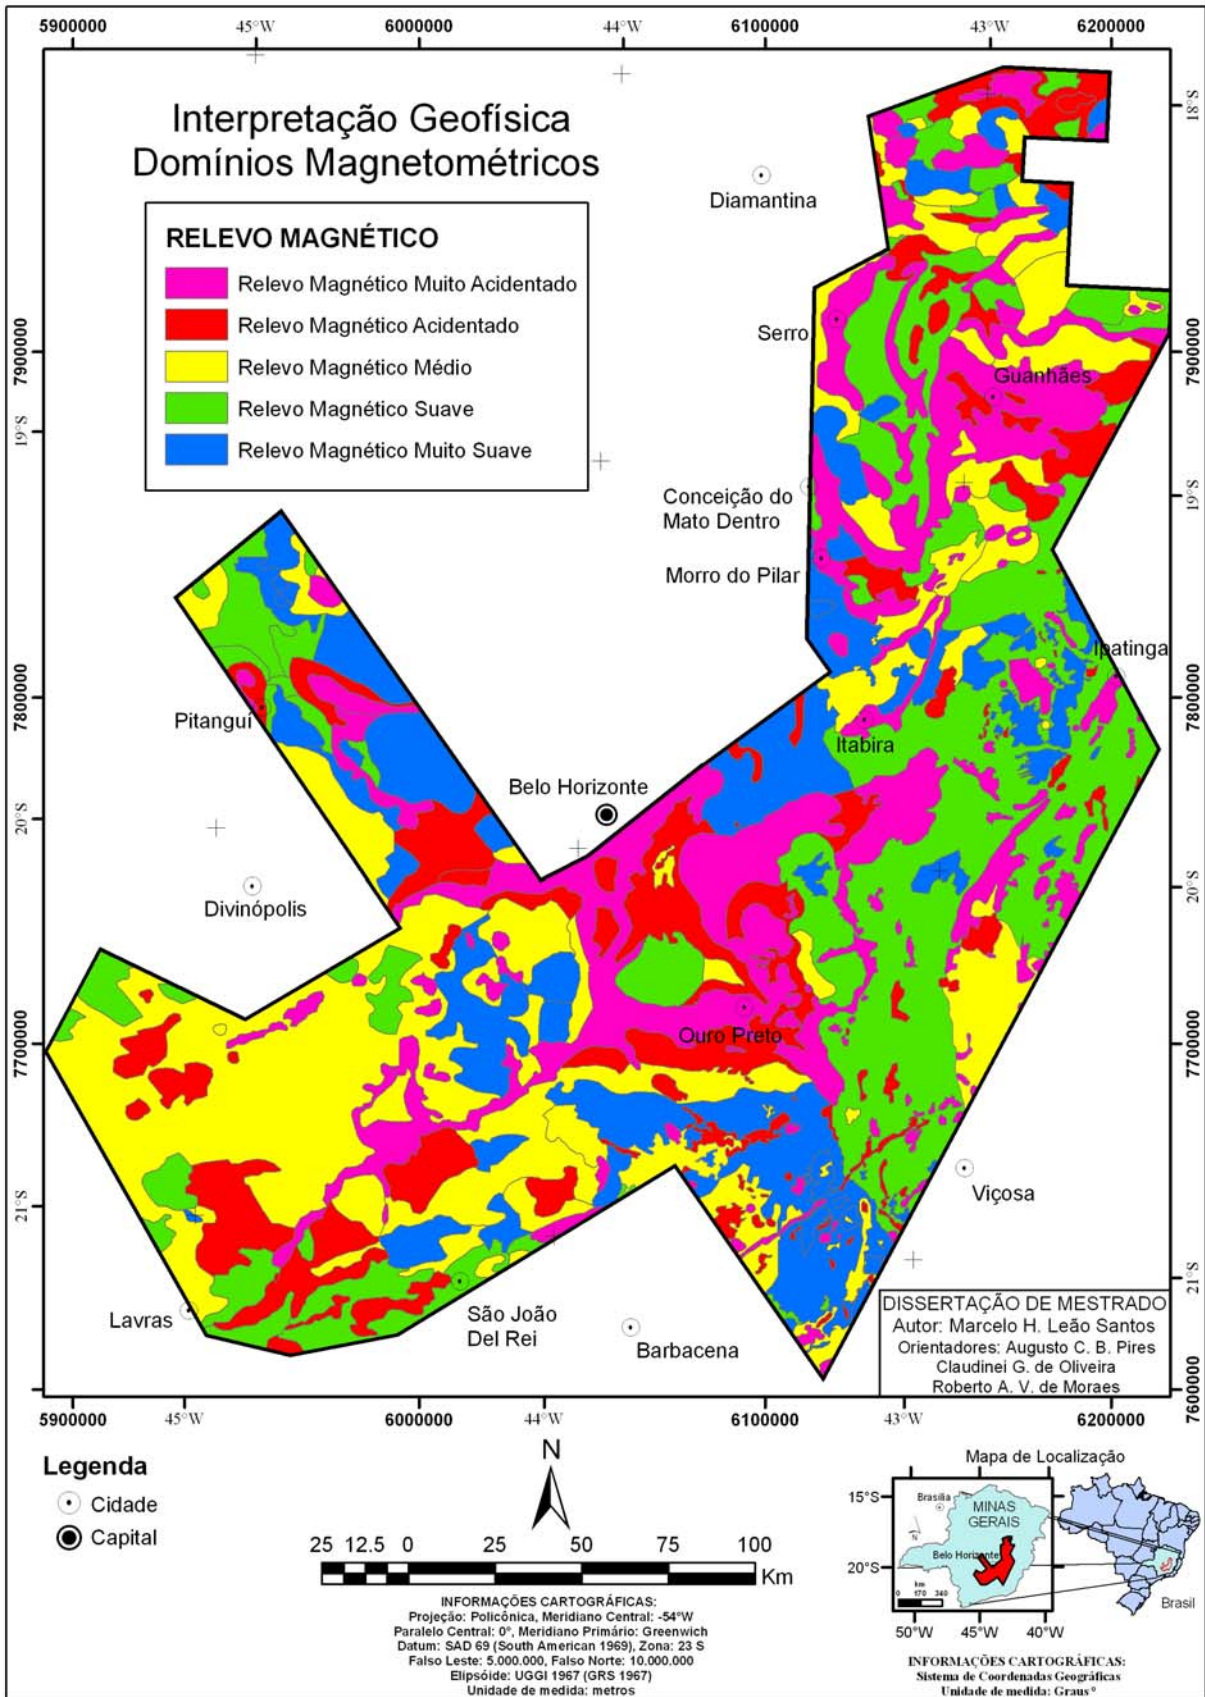 5900000
45°W
6000000
44°W
6100000
43°W
6200000
Interpretação Geofísica
Domínios Magnetométricos
RELEVO MAGNÉTICO
Relevo Magnético Muito Acidentado
Relevo Magnético Acidentado
Relevo Magnético Médio
Relevo Magnético Suave
Relevo Magnético Muito Suave
18°S
Diamantina
Serro
7900000
7900000
Guanhães
19°S
Conceição do
Mato Dentro
19°S
Morro do Pilar
Ipatinga
7800000
7800000
Pitanguí
Itabira
Belo Horizonte
20°S
20°S
Divinópolis
Ouro Preto
7700000
7700000
Viçosa
21°S
21°S
Lavras
São João
Del Rei
Barbacena
DISSERTAÇÃO DE MESTRADO
Autor: Marcelo H. Leão Santos
Orientadores: Augusto C. B. Pires
Claudinei G. de Oliveira
Roberto A. V. de Moraes
7600000
5900000
45°W
6000000
44°W
6100000
43°W
6200000
Legenda
Cidade
Capital
N
25 12.5 0 25 50 75 100
Km
INFORMAÇÕES CARTOGRÁFICAS:
Projeção: Policônica, Meridiano Central: -54°W
Paralelo Central: 0°, Meridiano Primário: Greenwich
Datum: SAD 69 (South American 1969), Zona: 23 S
Falso Leste: 5.000.000, Falso Norte: 10.000.000
Elipsóide: UGGI 1967 (GRS 1967)
Unidade de medida: metros
Mapa de Localização
15°S
Brasília
MINAS
GERAIS
N
Belo Horizonte
20°S
km
0 170 340
Brasil
50°W 45°W 40°W
INFORMAÇÕES CARTOGRÁFICAS:
Sistema de Coordenadas Geográficas
Unidade de medida: Graus °